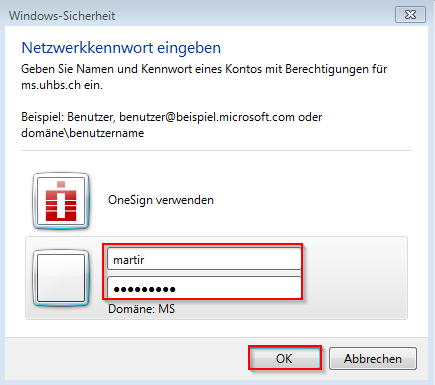 Windows-Sicherheit
Netzwerkkennwort eingeben
Geben Sie Namen und Kennwort eines Kontos mit Berechtigungen für
ms.uhbs.ch ein.
Beispiel: Benutzer, benutzer@beispiel.microsoft.com oder
domäne\benutzername
OneSign verwenden
martir
●●●●●●●●●
Domäne: MS
OK
Abbrechen